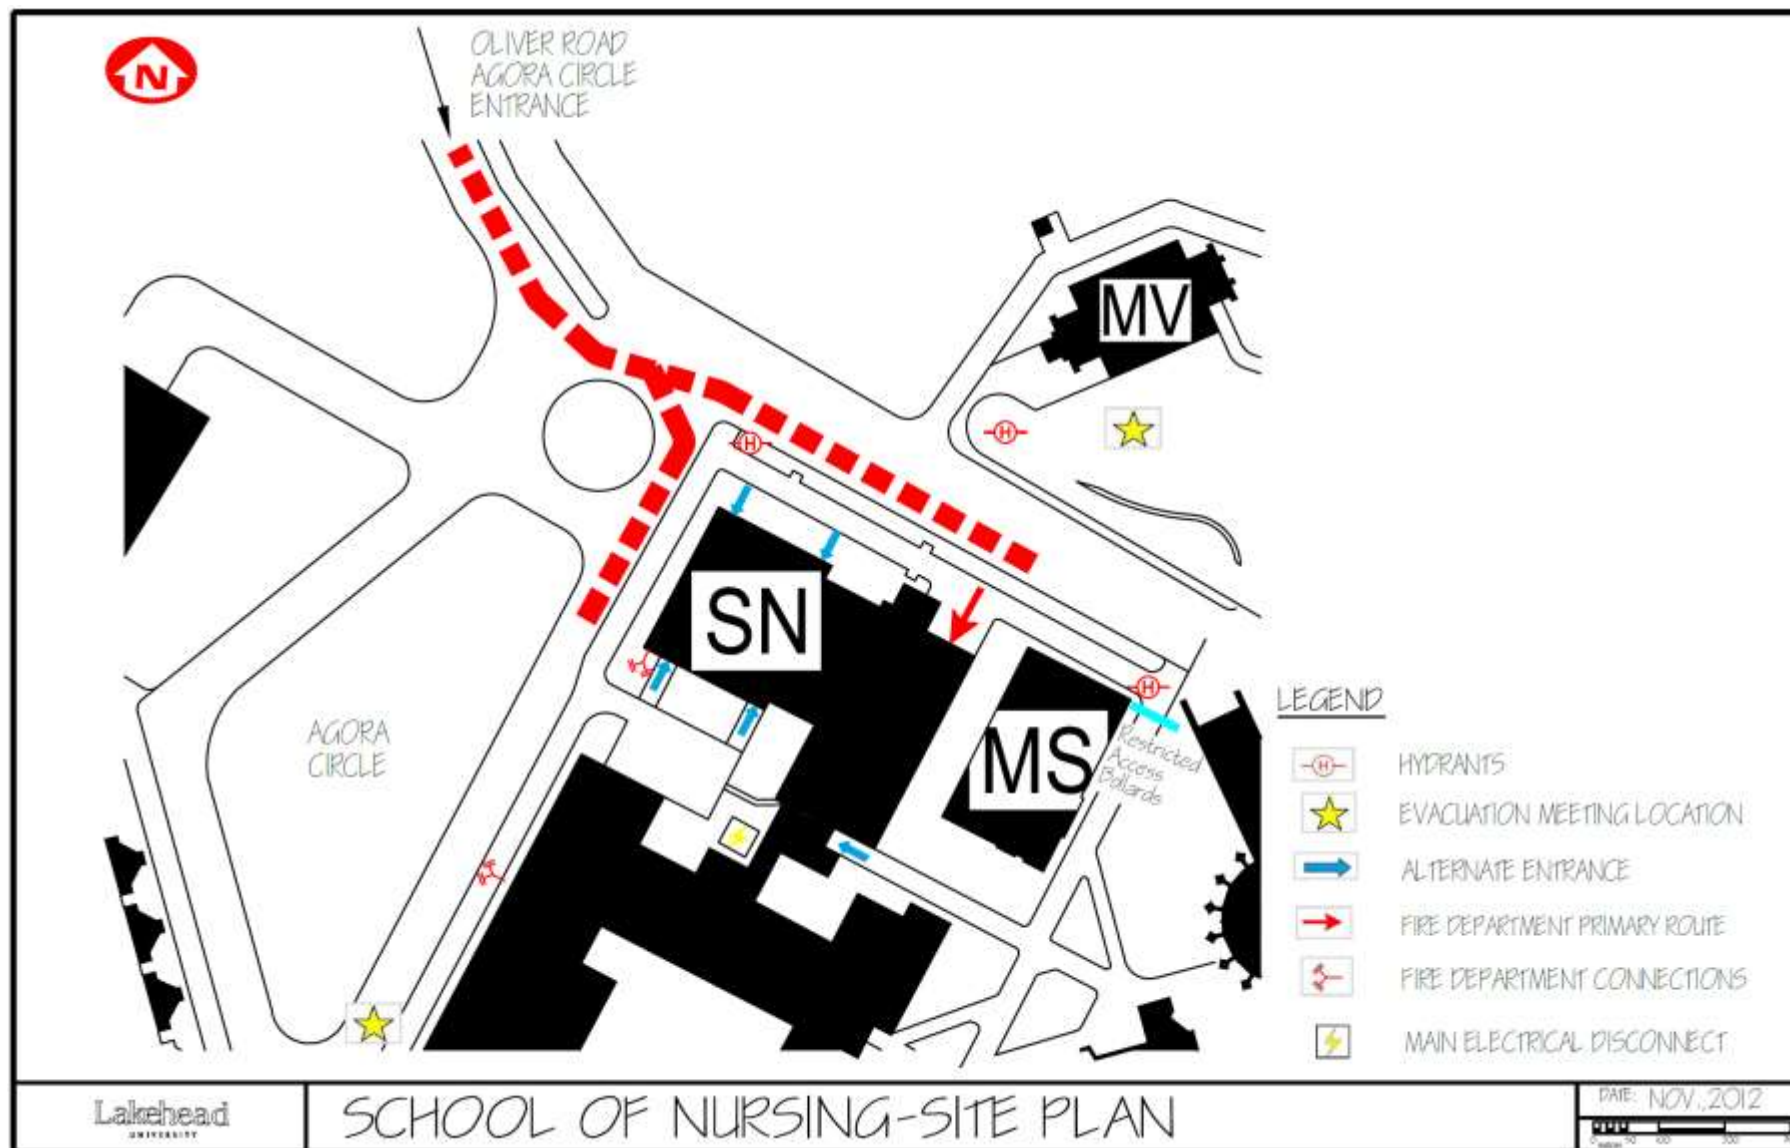 N
OLIVER ROAD
AGORA CIRCLE
ENTRANCE
MV
H
H
SN
MS
H
Restricted
Access
Bollards
AGORA
CIRCLE
LEGEND
H HYDRANTS
EVACUATION MEETING LOCATION
ALTERNATE ENTRANCE
FIRE DEPARTMENT PRIMARY ROUTE
FIRE DEPARTMENT CONNECTIONS
MAIN ELECTRICAL DISCONNECT
Lakehead
UNIVERSITY
SCHOOL OF NURSING-SITE PLAN
DATE: NOV.,2012